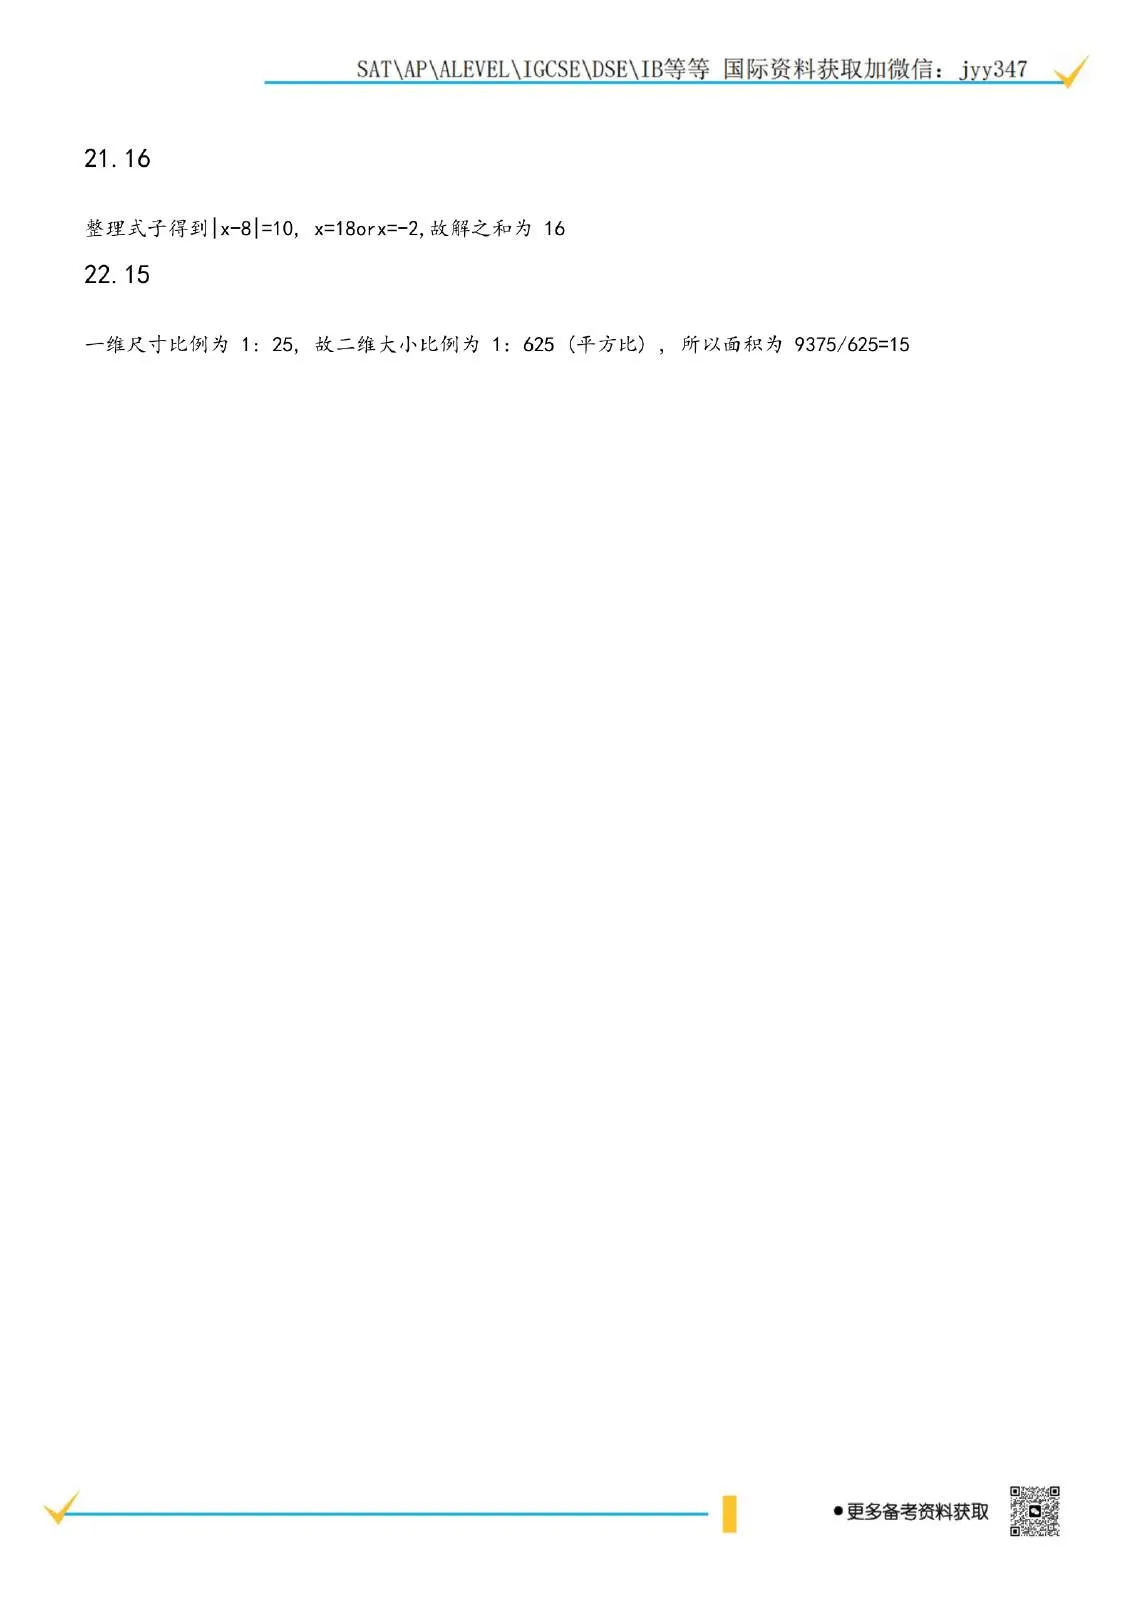 SAT\AP\ALEVEL\IGCSE\DSE\IB等等 国际资料获取加微信：jyy347
21.16
整理式子得到|x-8|=10, x=18orx=-2,故解之和为 16
22.15
一维尺寸比例为 1：25, 故二维大小比例为 1：625（平方比）, 所以面积为 9375/625=15
●更多备考资料获取